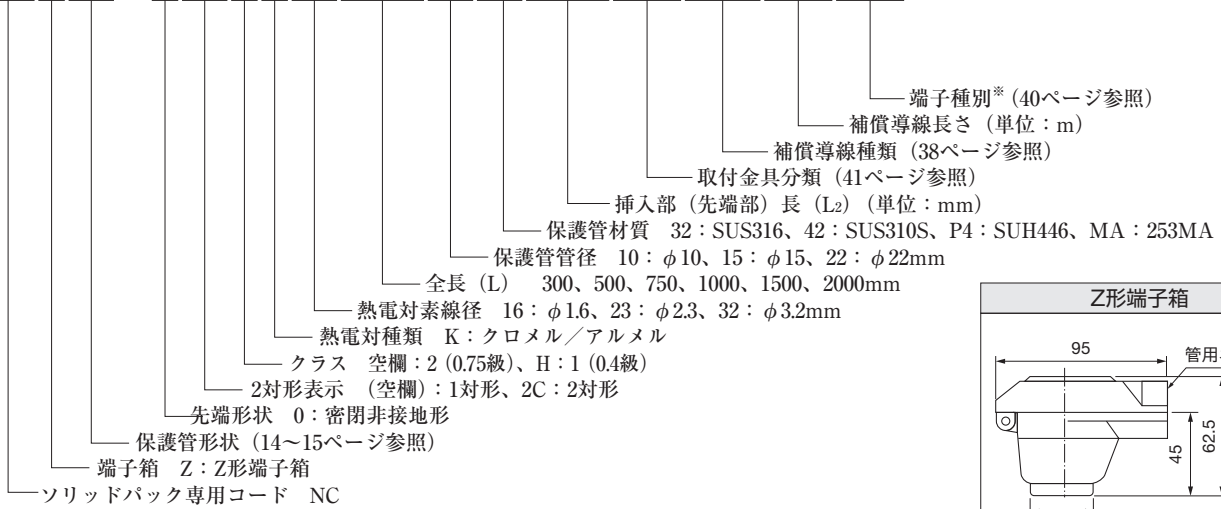 端子種別※（40ページ参照）
補償導線長さ（単位：m）
補償導線種類（38ページ参照）
取付金具分類（41ページ参照）
挿入部（先端部）長（L2）（単位：mm）
保護管材質　32：SUS316、42：SUS310S、P4：SUH446、MA：253MA
保護管管径　10：φ10、15：φ15、22：φ22mm
全長（L）　300、500、750、1000、1500、2000mm
熱電対素線径　16：φ1.6、23：φ2.3、32：φ3.2mm
熱電対種類　K：クロメル／アルメル
クラス　空欄：2（0.75級）、H：1（0.4級）
2対形表示　（空欄）：1対形、2C：2対形
先端形状　0：密閉非接地形
保護管形状（14〜15ページ参照）
端子箱　Z：Z形端子箱
ソリッドパック専用コード　NC
Z形端子箱
95
管用
45
62.5